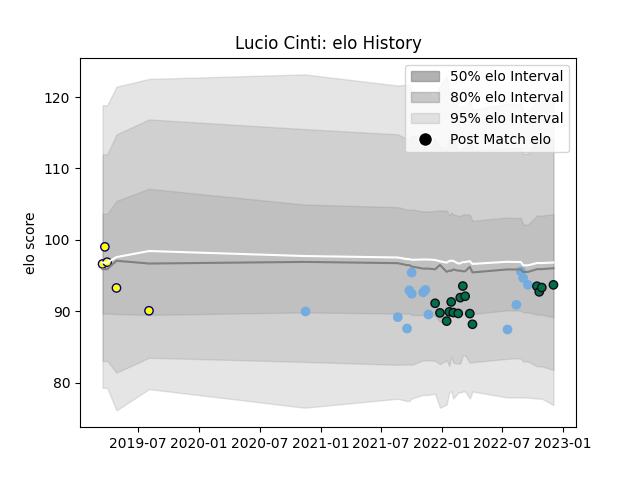 Lucio Cinti: elo History
50% elo Interval
80% elo Interval
95% elo Interval
Post Match elo
elo score
120
110
100
90
80
2019-07 2020-01 2020-07 2021-01 2021-07 2022-01 2022-07 2023-01